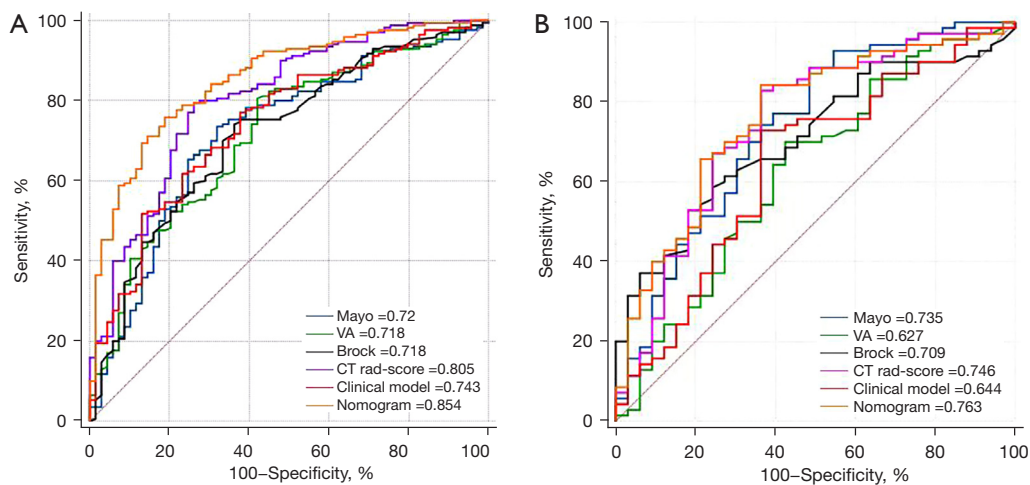 A
100
80
60
40
20
0
Sensitivity, %
Mayo =0.72
VA =0.718
Brock =0.718
CT rad-score =0.805
Clinical model =0.743
Nomogram =0.854
0 20 40 60 80 100
100–Specificity, %
B
100
80
60
40
20
0
Sensitivity, %
Mayo =0.735
VA =0.627
Brock =0.709
CT rad-score =0.746
Clinical model =0.644
Nomogram =0.763
0 20 40 60 80 100
100–Specificity, %